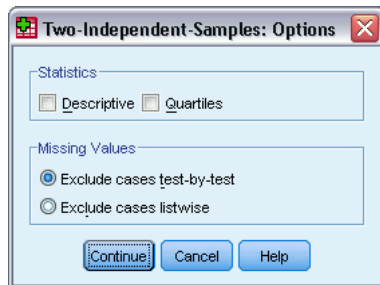 Two-Independent-Samples: Options
Statistics
Descriptive Quartiles
Missing Values
Exclude cases test-by-test
Exclude cases listwise
Continue Cancel Help